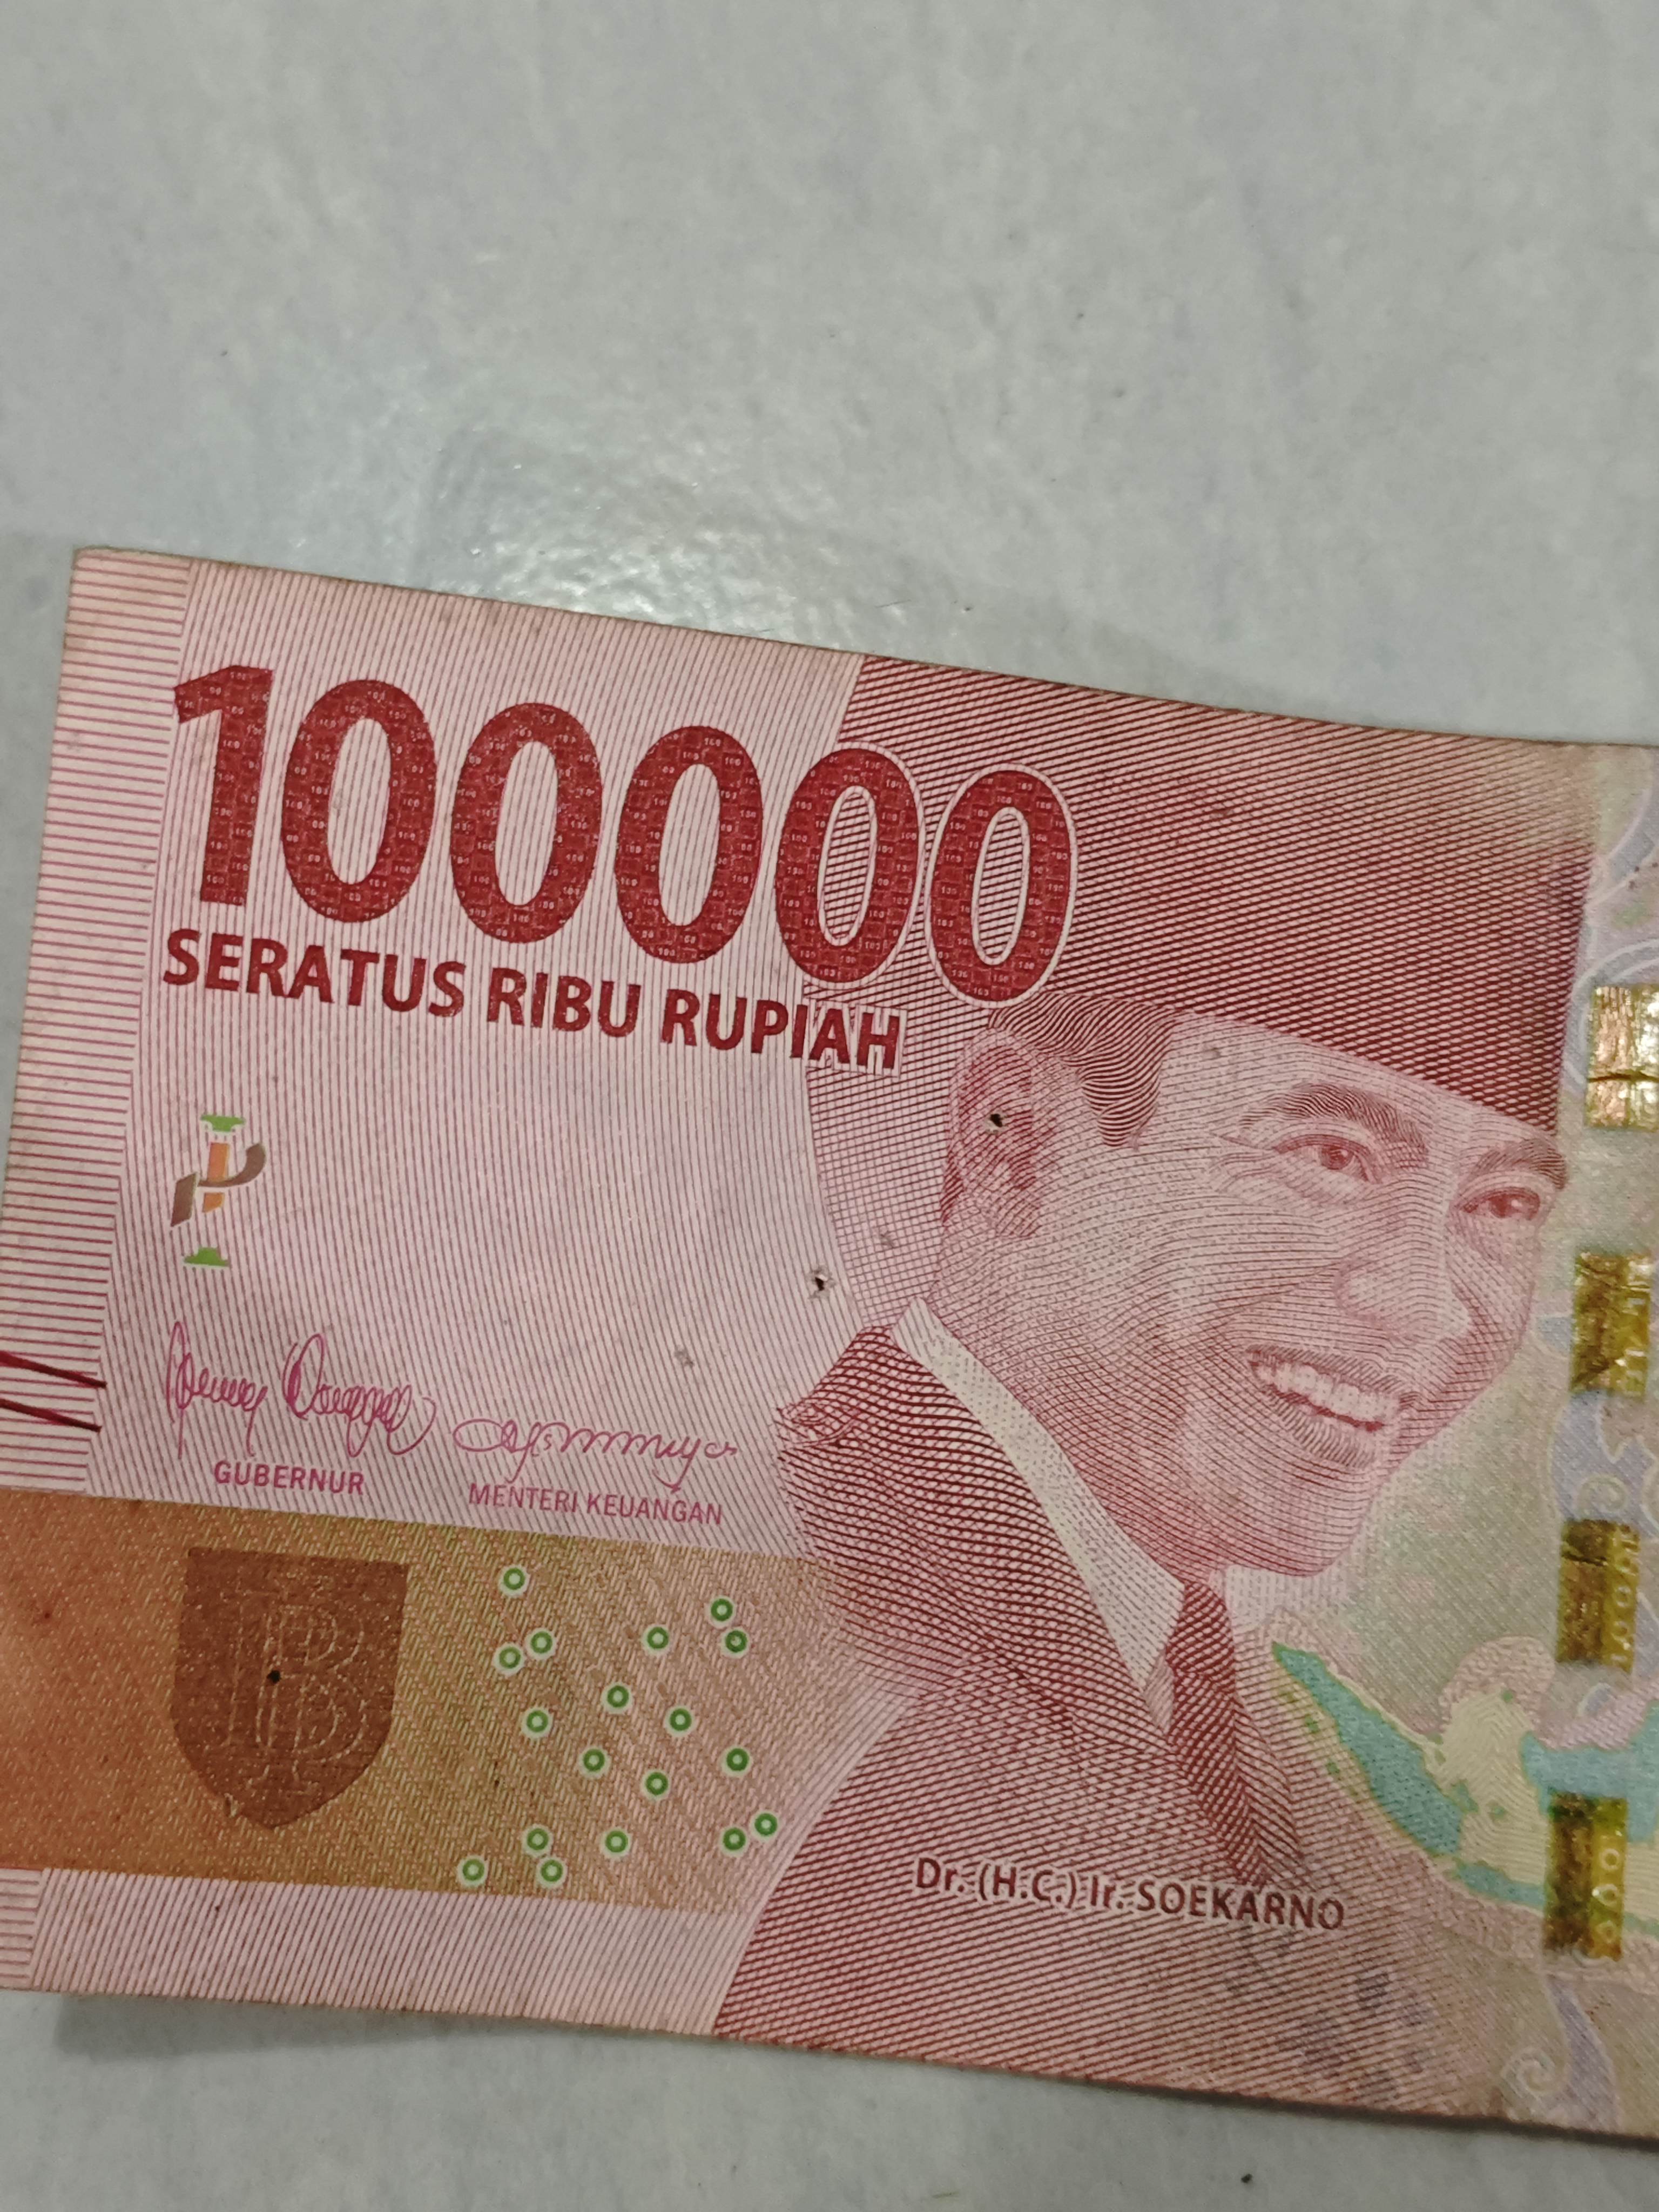 100000
SERATUS RIBU RUPIAH
GUBERNUR
MENTERI KEUANGAN
Dr. (H.C.) Ir. SOEKARNO